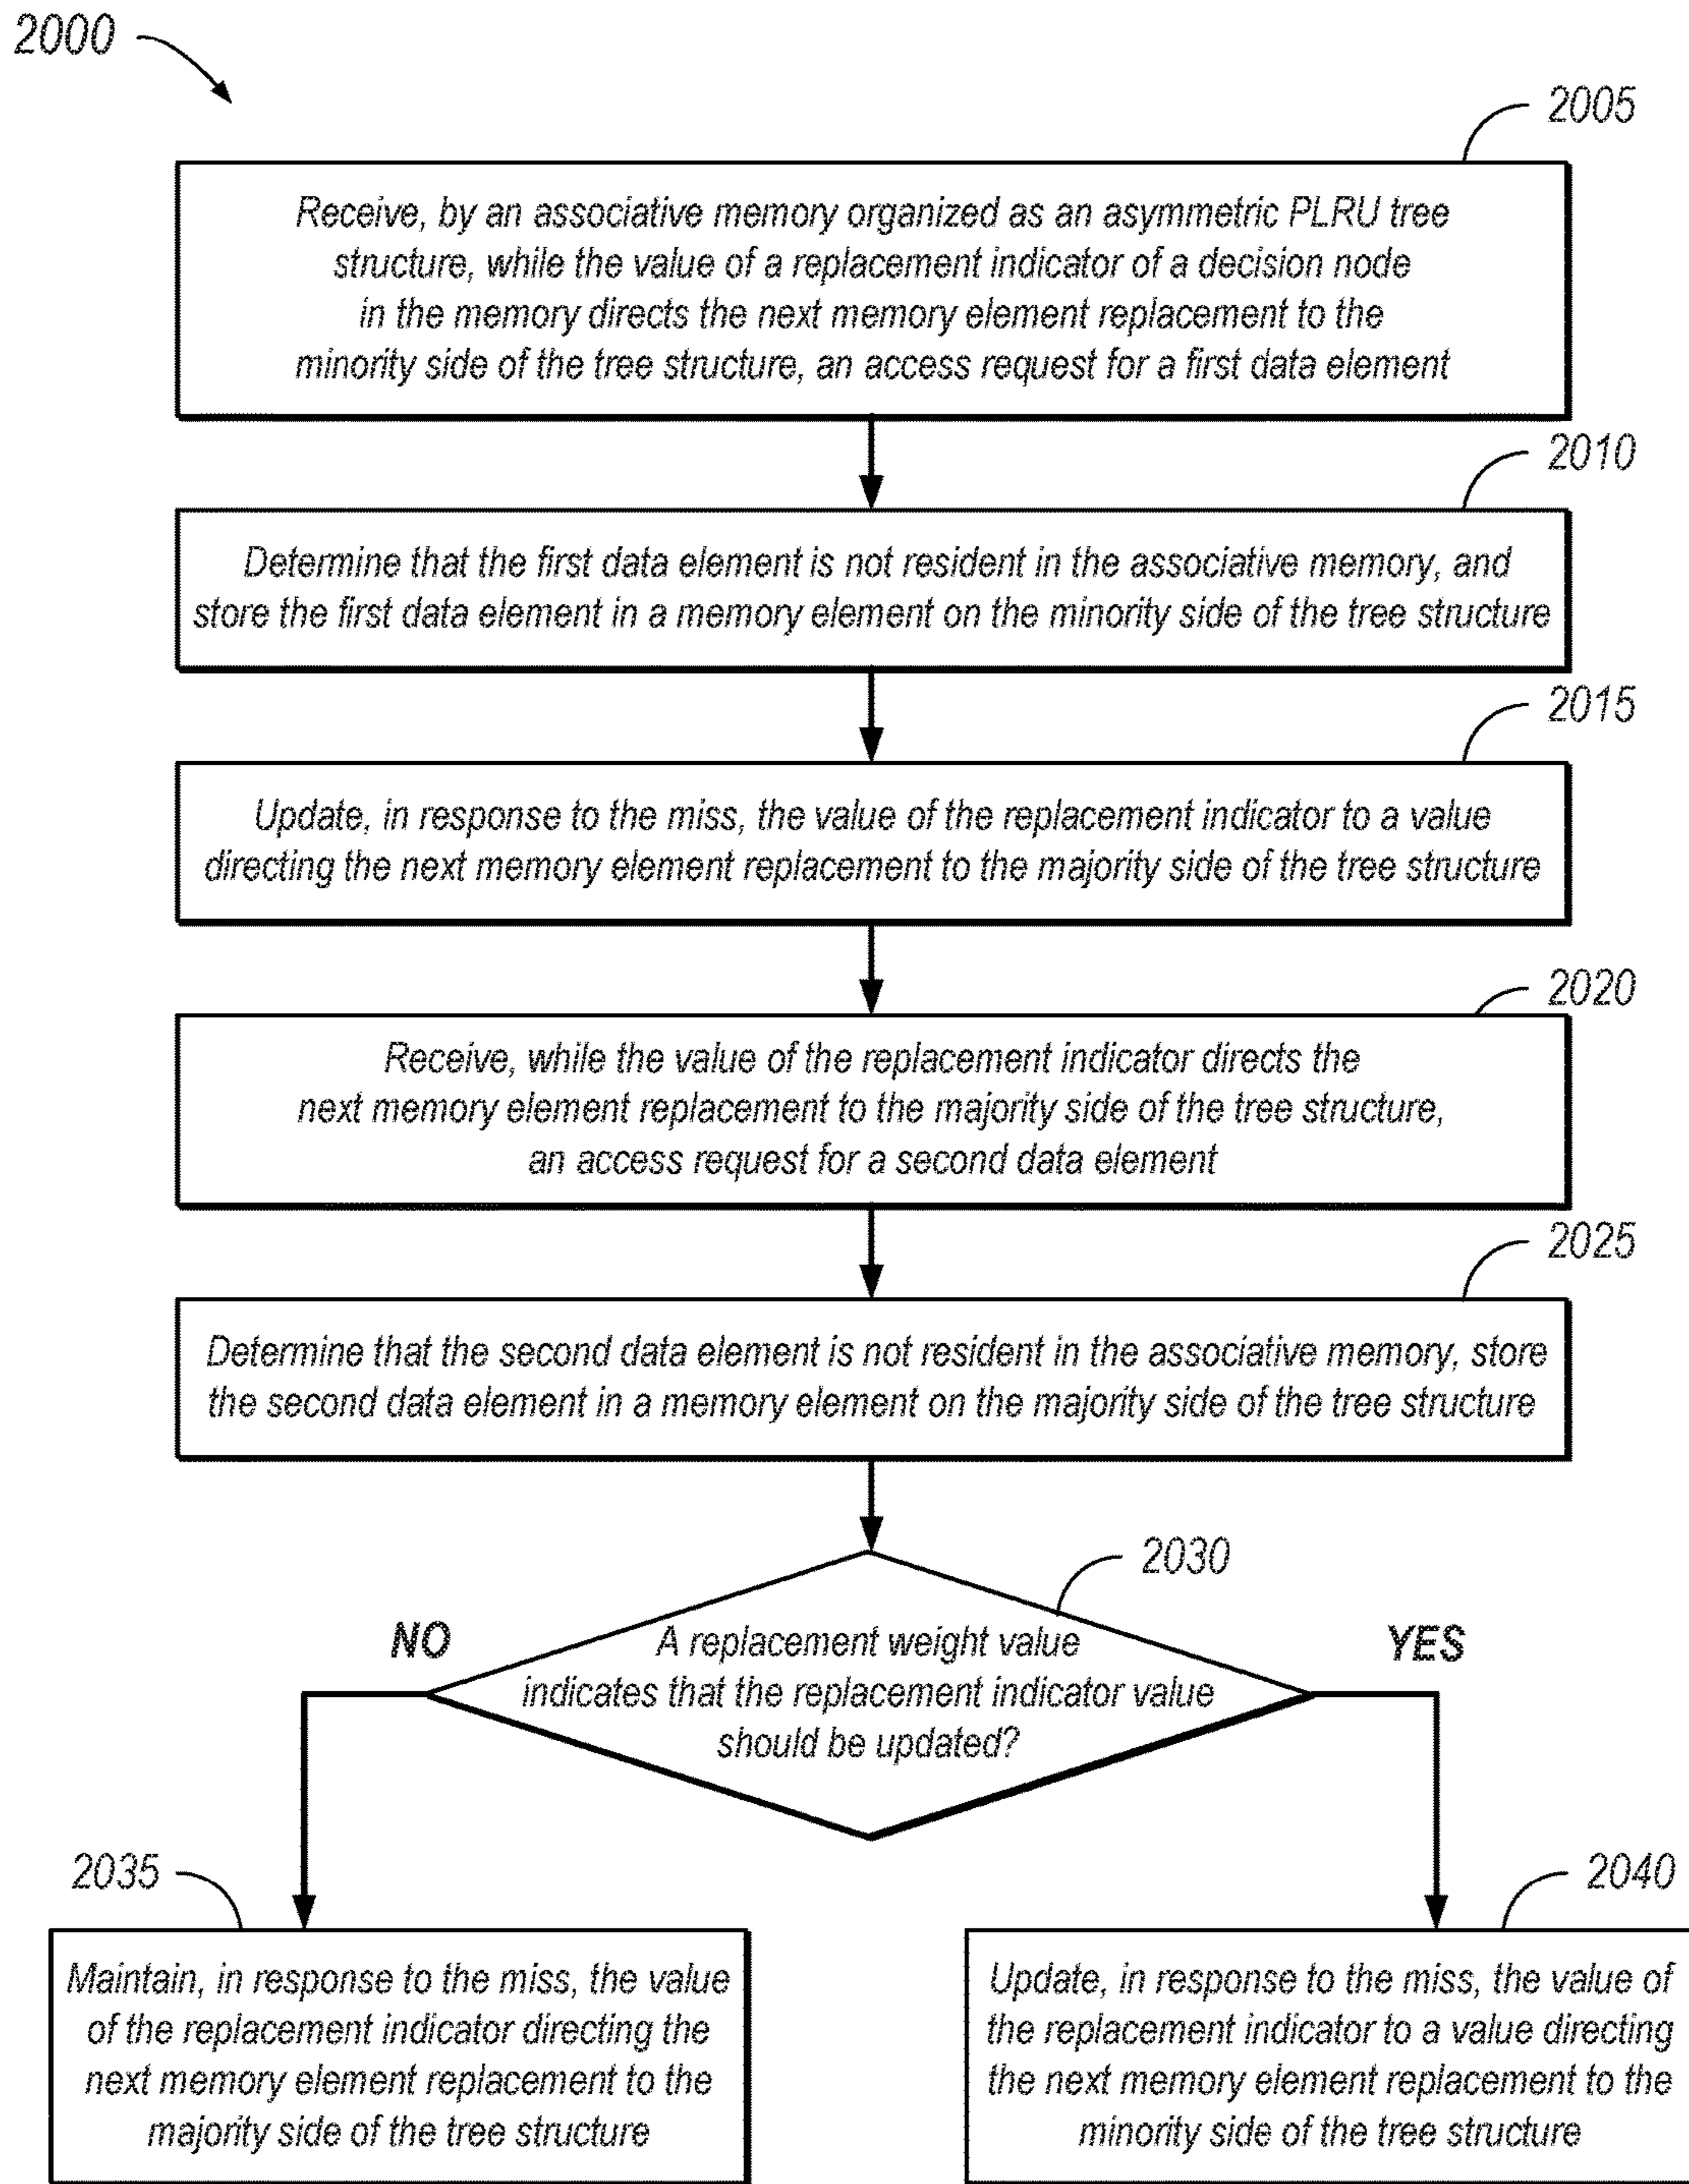 2000
2005
Receive, by an associative memory organized as an asymmetric PLRU tree
structure, while the value of a replacement indicator of a decision node
in the memory directs the next memory element replacement to the
minority side of the tree structure, an access request for a first data element
2010
Determine that the first data element is not resident in the associative memory, and
store the first data element in a memory element on the minority side of the tree structure
2015
Update, in response to the miss, the value of the replacement indicator to a value
directing the next memory element replacement to the majority side of the tree structure
2020
Receive, while the value of the replacement indicator directs the
next memory element replacement to the majority side of the tree structure,
an access request for a second data element
2025
Determine that the second data element is not resident in the associative memory, store
the second data element in a memory element on the majority side of the tree structure
2030
A replacement weight value
indicates that the replacement indicator value
should be updated?
NO
YES
2035
Maintain, in response to the miss, the value
of the replacement indicator directing the
next memory element replacement to the
majority side of the tree structure
2040
Update, in response to the miss, the value of
the replacement indicator to a value directing
the next memory element replacement to the
minority side of the tree structure